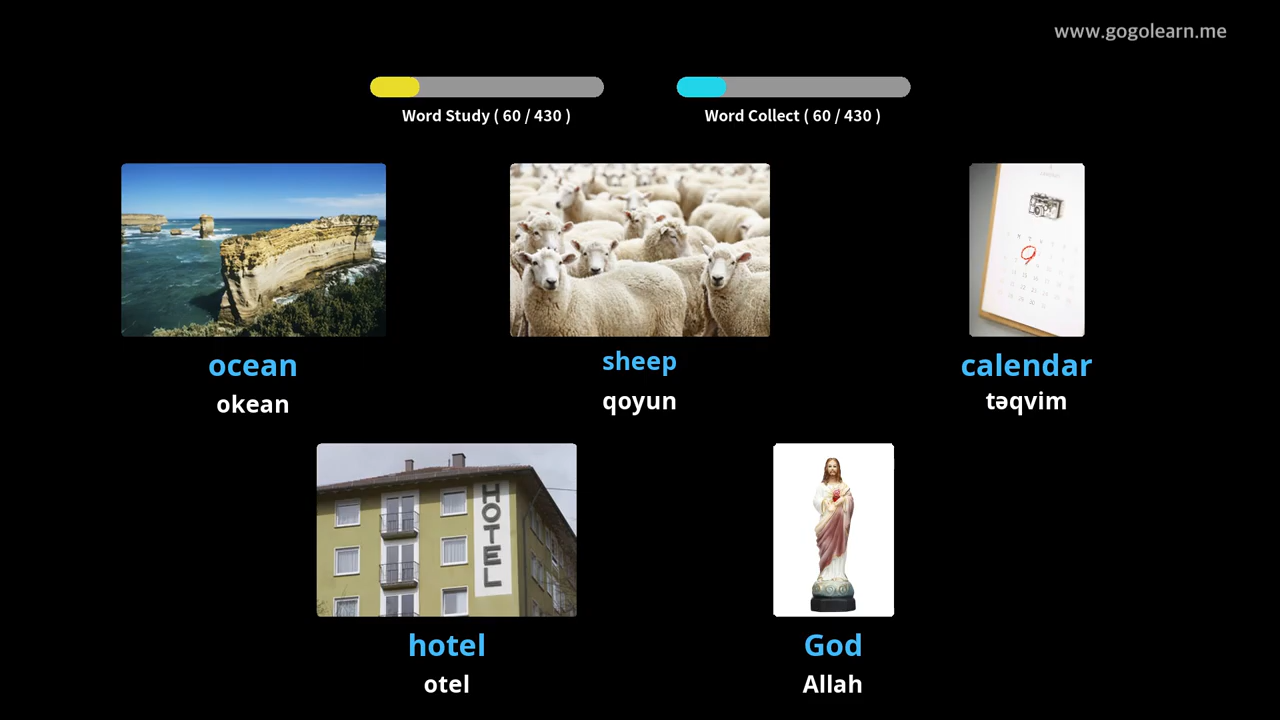 www.gogolearn.me
Word Study ( 60 / 430 )
Word Collect ( 60 / 430 )
ocean
okean
sheep
qoyun
calendar
təqvim
HOTEL
hotel
otel
God
Allah